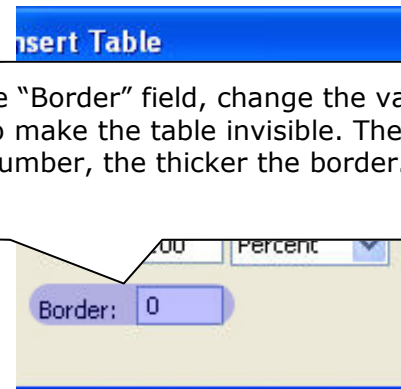 nsert Table
e “Border” field, change the va
o make the table invisible. The
umber, the thicker the border.
.00 Percent
Border: 0